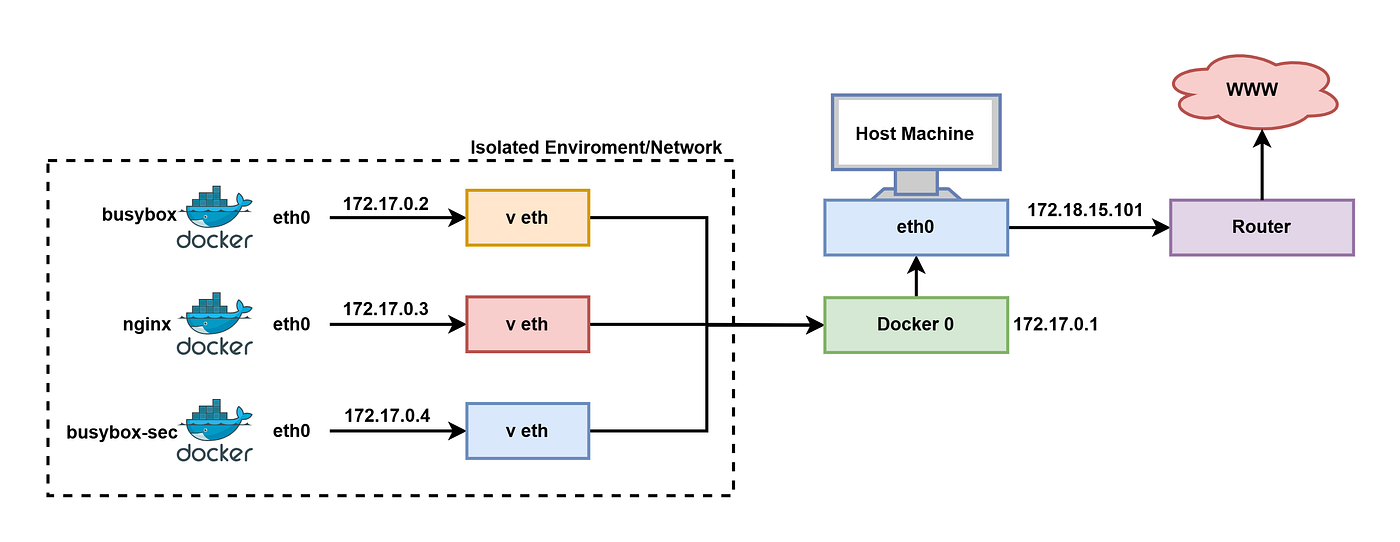 WWW
Host Machine
Isolated Enviroment/Network
busybox
docker
eth0
172.17.0.2
v eth
eth0
172.18.15.101
Router
nginx
docker
eth0
172.17.0.3
v eth
Docker 0
172.17.0.1
busybox-sec
docker
eth0
172.17.0.4
v eth